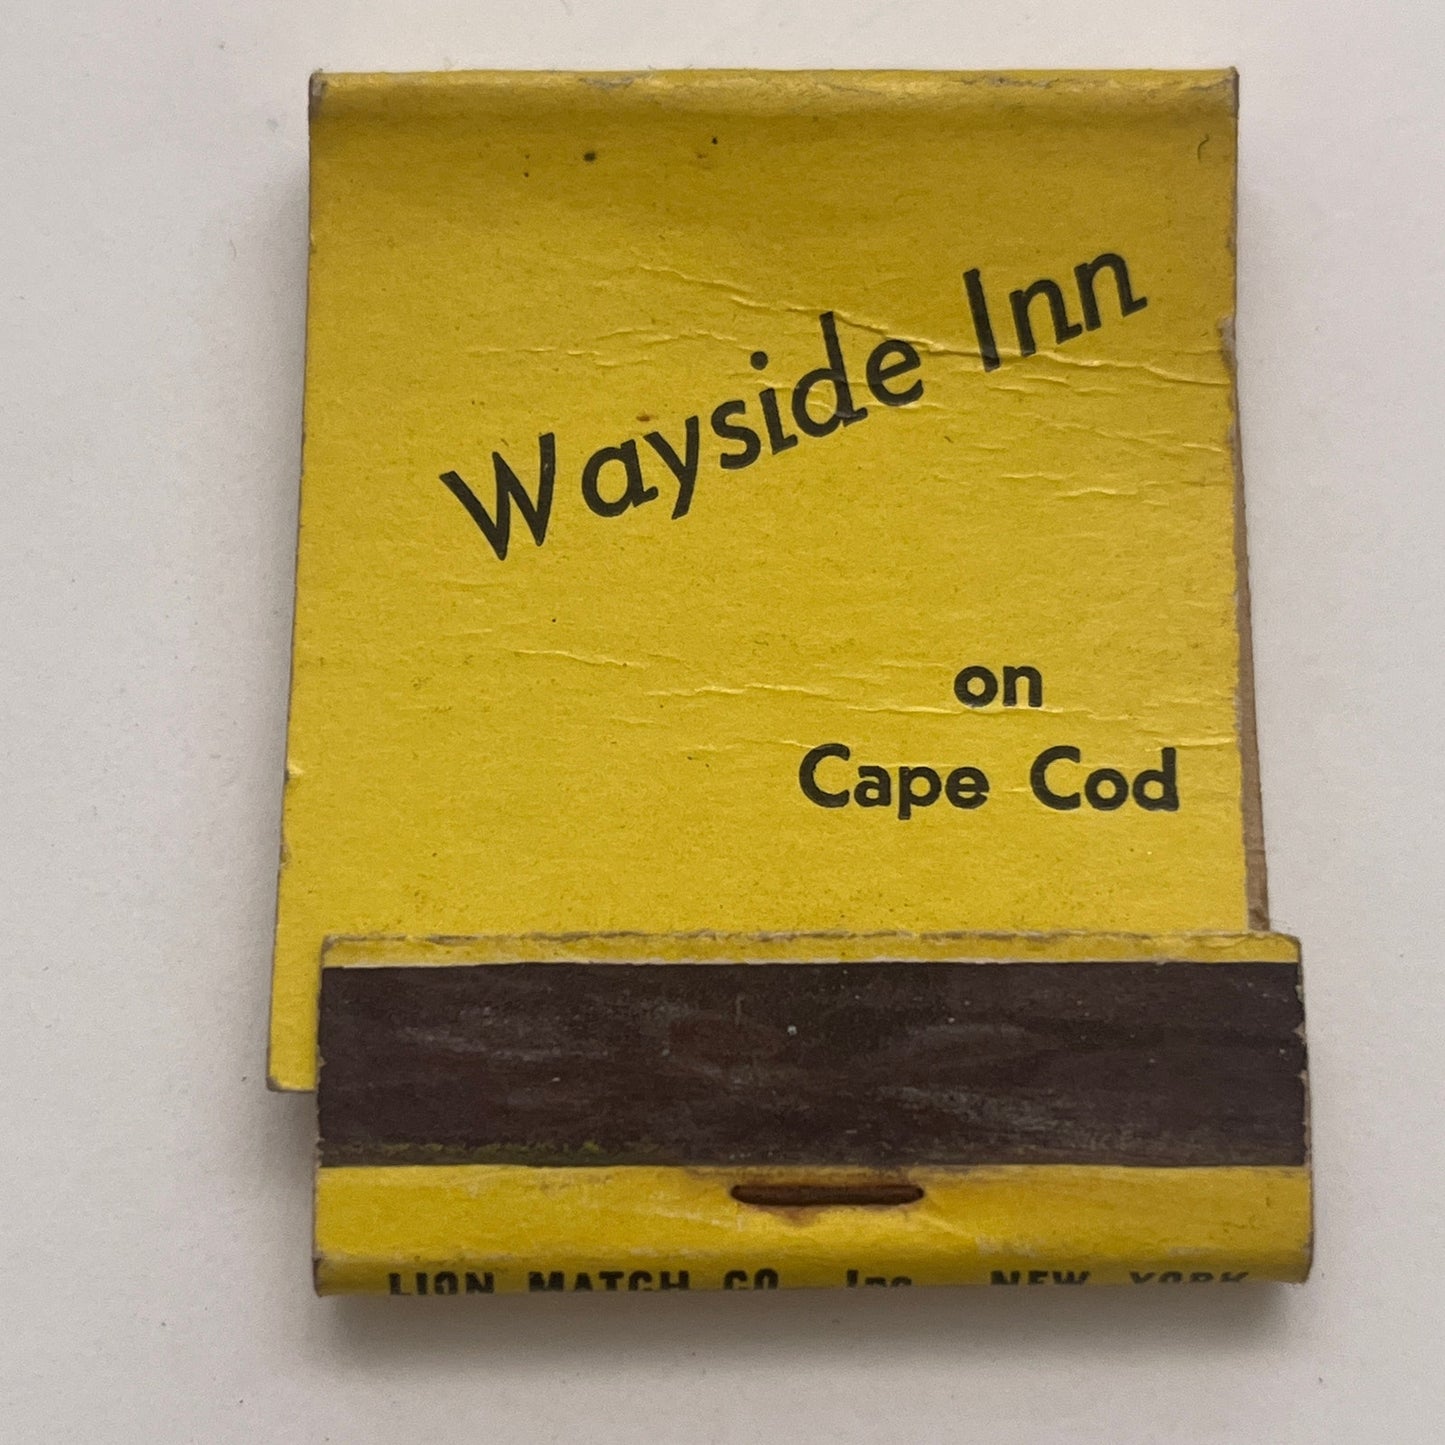 Wayside Inn
on
Cape Cod
LION MATCH CO. Inc. NEW YORK